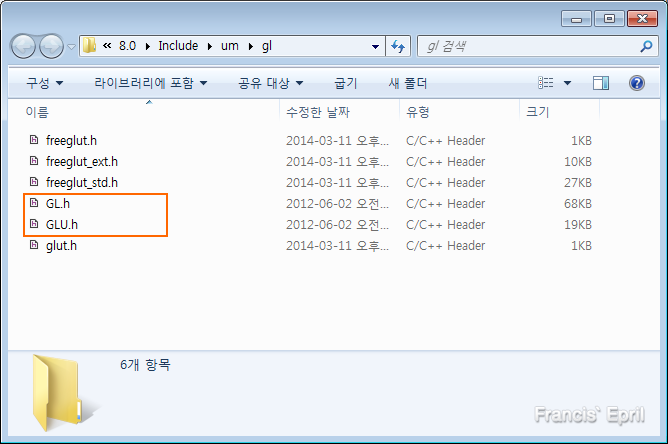 « 8.0 ▸ Include ▸ um ▸ gl
gl 검색
구성 라이브러리에 포함 공유 대상 굽기 새 폴더
이름 수정한 날짜 유형 크기
freeglut.h 2014-03-11 오후... C/C++ Header 1KB
freeglut_ext.h 2014-03-11 오후... C/C++ Header 10KB
freeglut_std.h 2014-03-11 오후... C/C++ Header 27KB
GL.h 2012-06-02 오전... C/C++ Header 68KB
GLU.h 2012-06-02 오전... C/C++ Header 19KB
glut.h 2014-03-11 오후... C/C++ Header 1KB
6개 항목
Francis` Epril